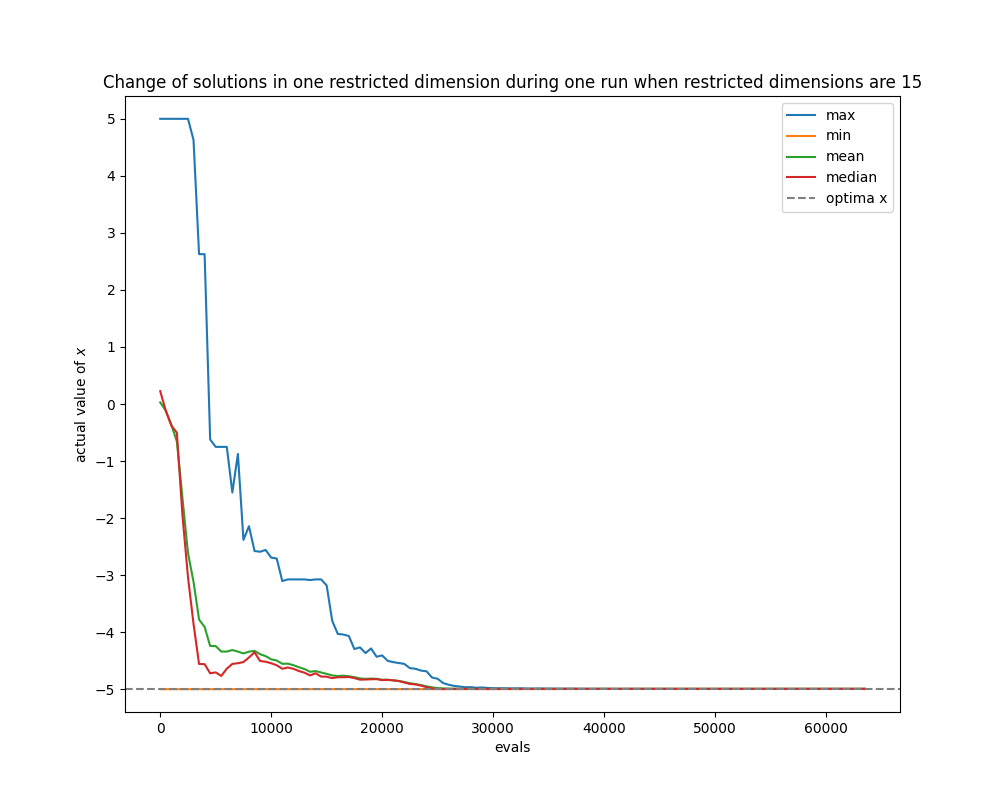 Change of solutions in one restricted dimension during one run when restricted dimensions are 15
max
min
mean
median
optima x
actual value of x
5
4
3
2
1
0
−1
−2
−3
−4
−5
0 10000 20000 30000 40000 50000 60000
evals